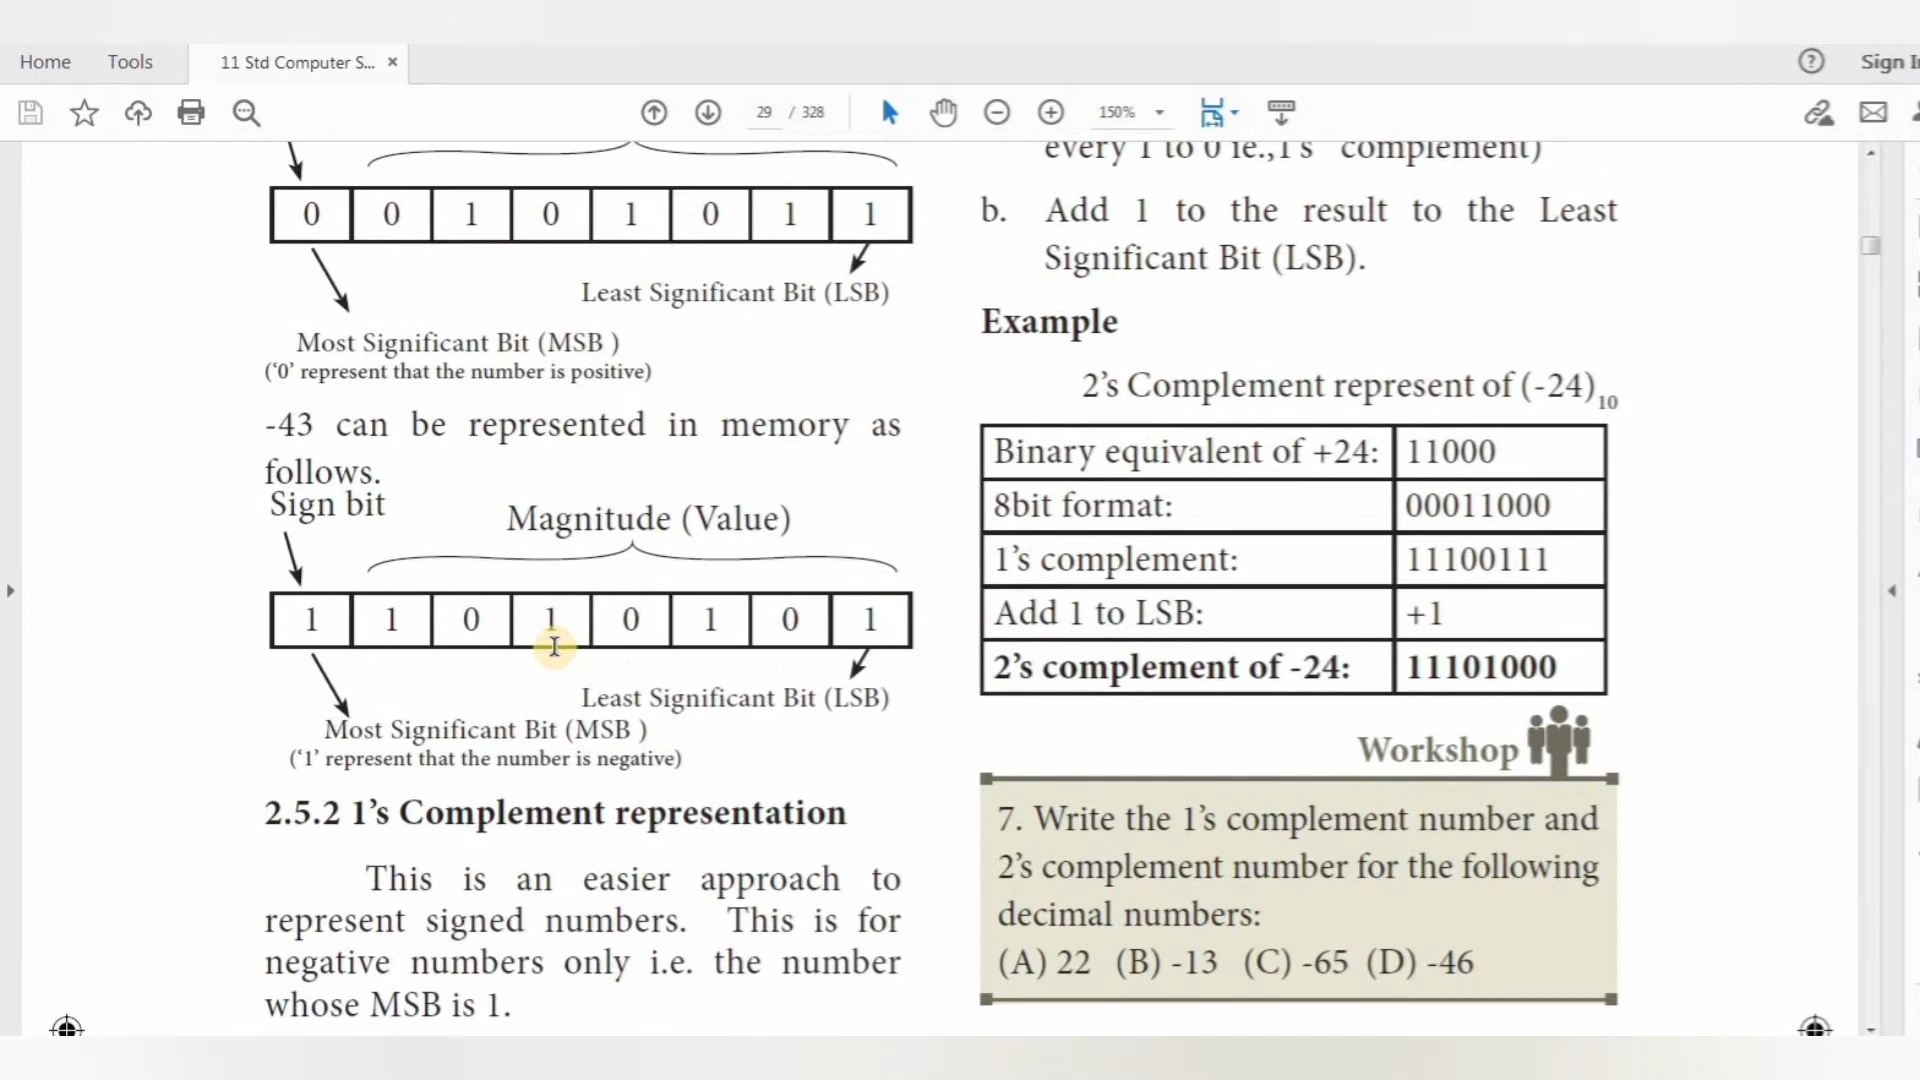 Home Tools 11 Std Computer S... ×
? Sign In
29 / 328 150%
0 0 1 0 1 0 1 1
Least Significant Bit (LSB)
Most Significant Bit (MSB )
(‘0’ represent that the number is positive)
-43 can be represented in memory as
follows.
Sign bit
Magnitude (Value)
1 1 0 1 0 1 0 1
Least Significant Bit (LSB)
Most Significant Bit (MSB )
(‘1’ represent that the number is negative)
2.5.2 1’s Complement representation
This is an easier approach to
represent signed numbers. This is for
negative numbers only i.e. the number
whose MSB is 1.
every 1 to 0 ie.,1’s complement)
b. Add 1 to the result to the Least
Significant Bit (LSB).
Example
2’s Complement represent of (-24)10
Binary equivalent of +24: 11000
8bit format: 00011000
1’s complement: 11100111
Add 1 to LSB: +1
2’s complement of -24: 11101000
Workshop
7. Write the 1’s complement number and
2’s complement number for the following
decimal numbers:
(A) 22 (B) -13 (C) -65 (D) -46